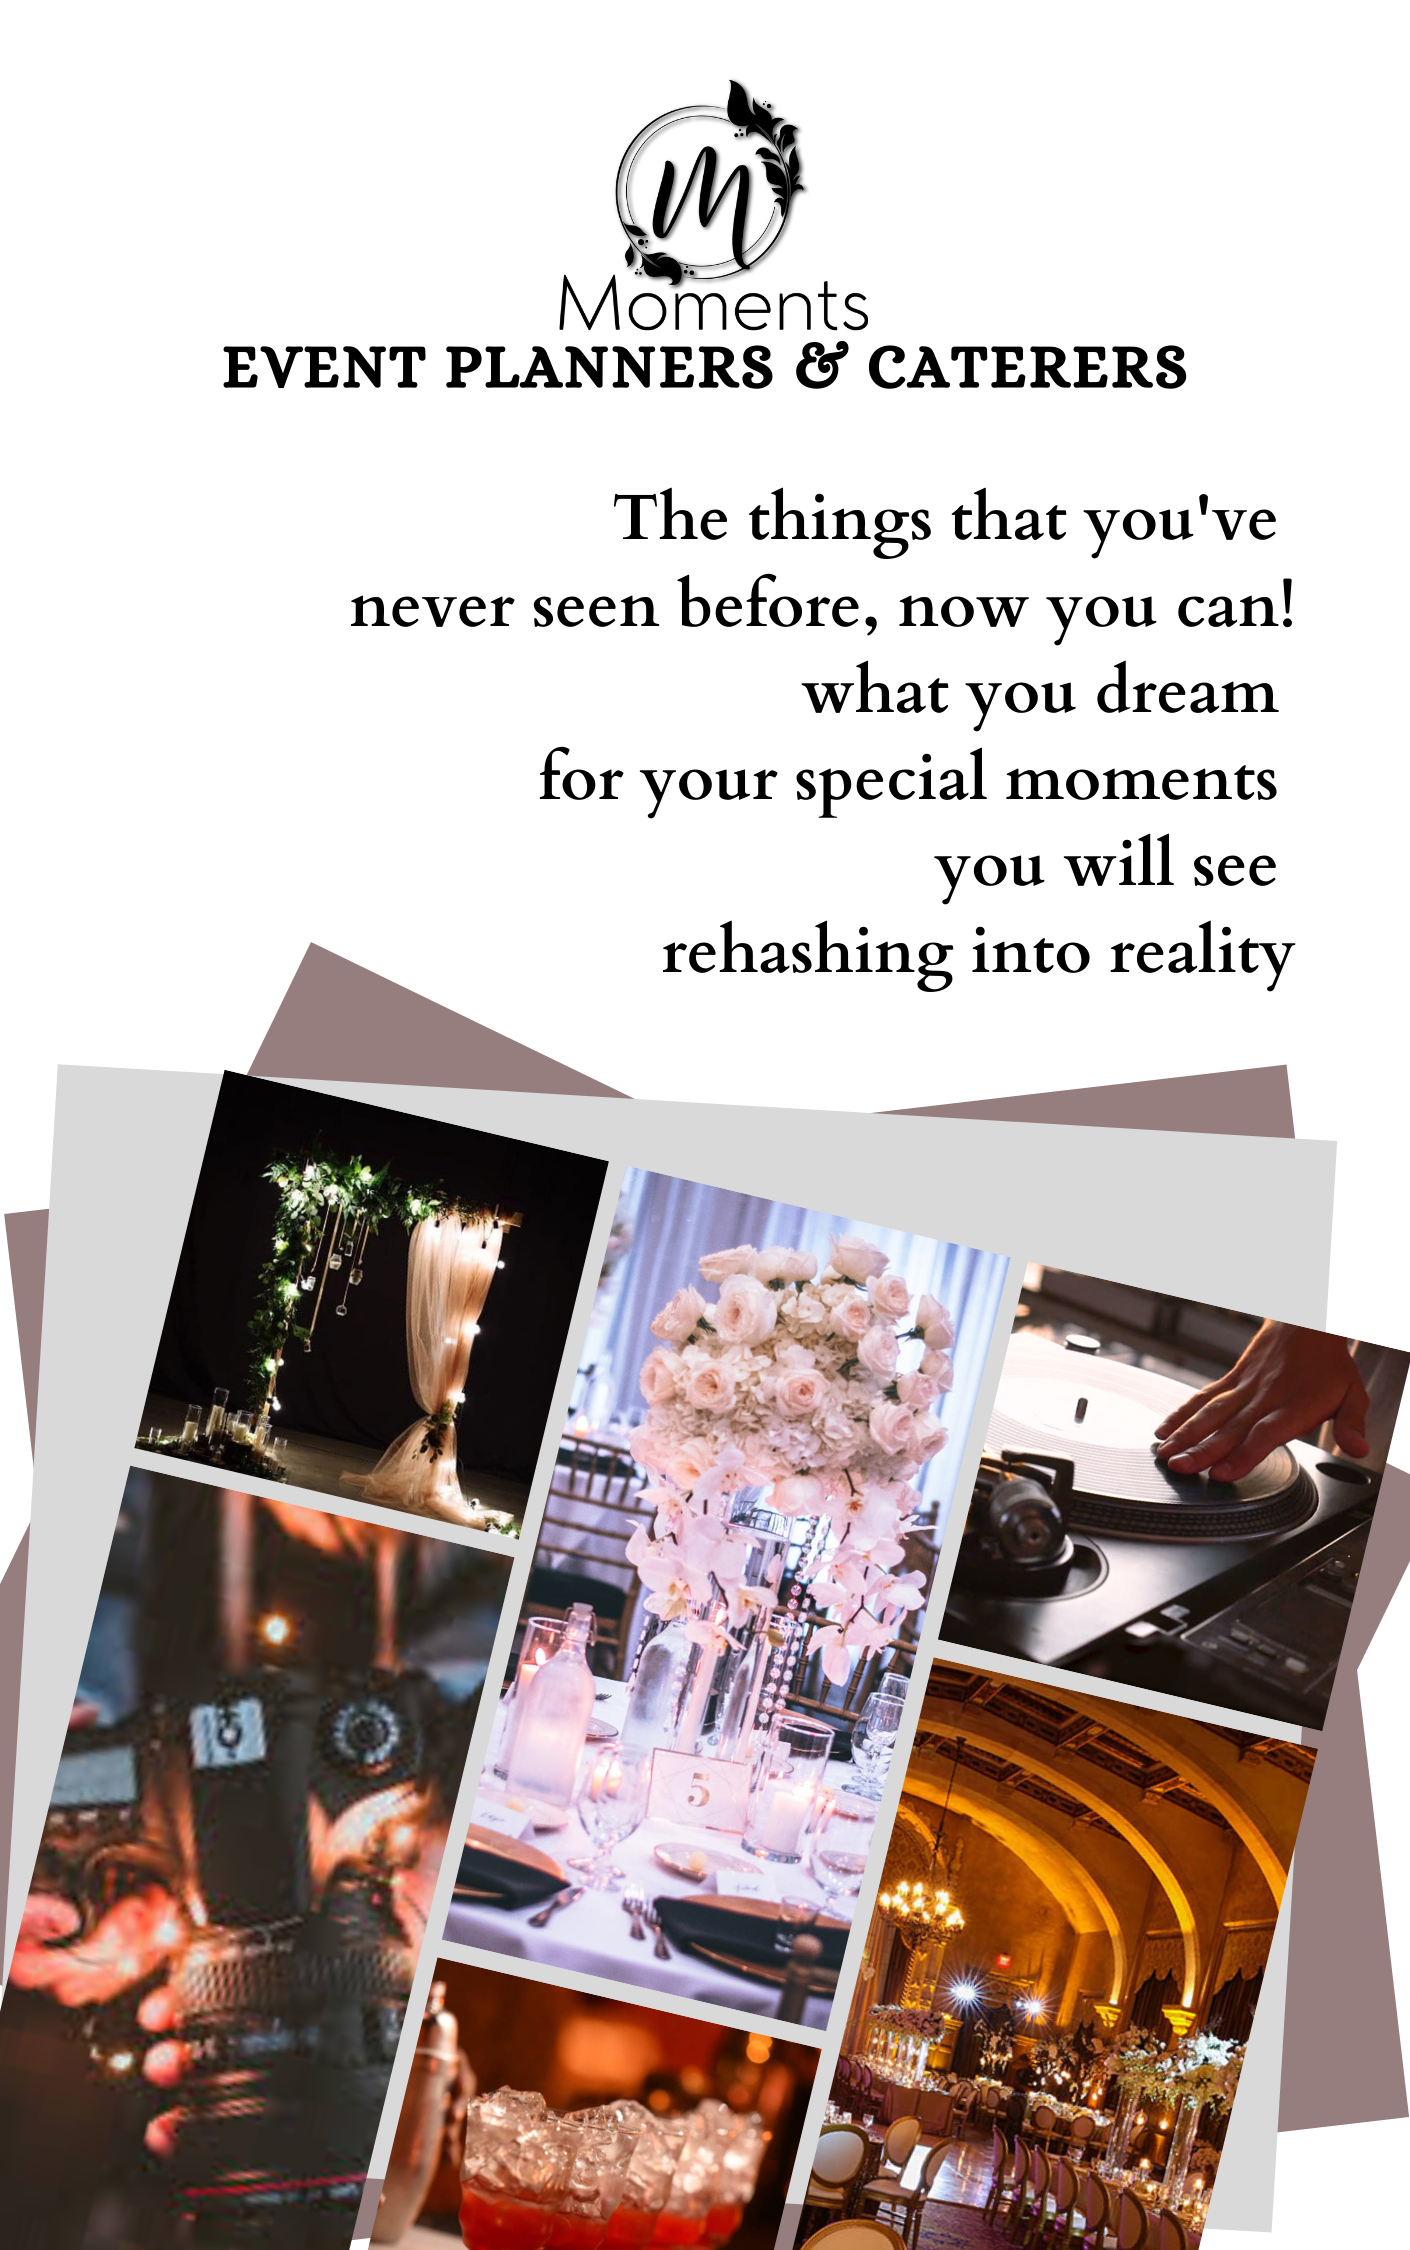 M
Moments
EVENT PLANNERS & CATERERS
The things that you've
never seen before, now you can!
what you dream
for your special moments
you will see
rehashing into reality
5